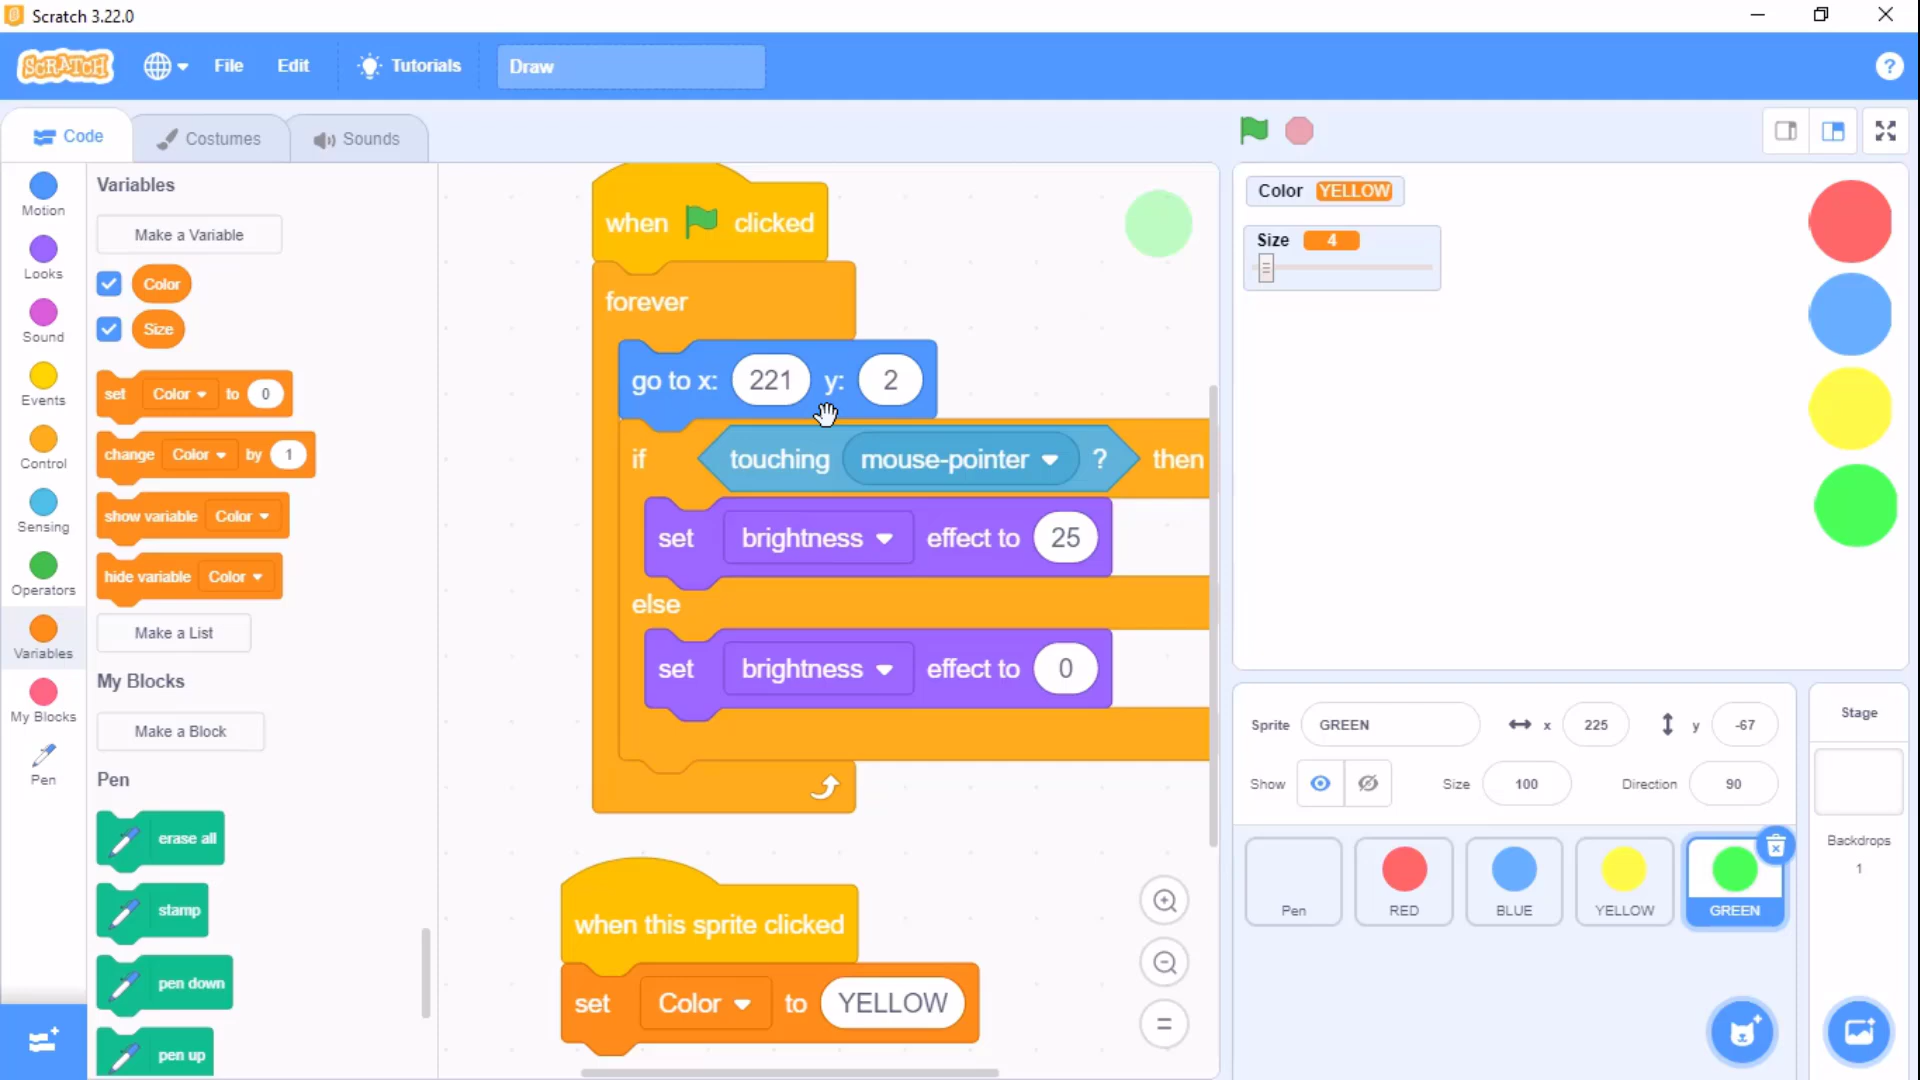 Scratch 3.22.0
SCRATCH
File
Edit
Tutorials
Draw
?
Code
Costumes
Sounds
Motion
Looks
Sound
Events
Control
Sensing
Operators
Variables
My Blocks
Pen
Variables
Make a Variable
Color
Size
set Color to 0
change Color by 1
show variable Color
hide variable Color
Make a List
My Blocks
Make a Block
Pen
erase all
stamp
pen down
pen up
when clicked
forever
go to x: 221 y: 2
if touching mouse-pointer ? then
set brightness effect to 25
else
set brightness effect to 0
when this sprite clicked
set Color to YELLOW
Color YELLOW
Size 4
Sprite GREEN x 225 y -67
Show Size 100 Direction 90
Pen
RED
BLUE
YELLOW
GREEN
Stage
Backdrops
1